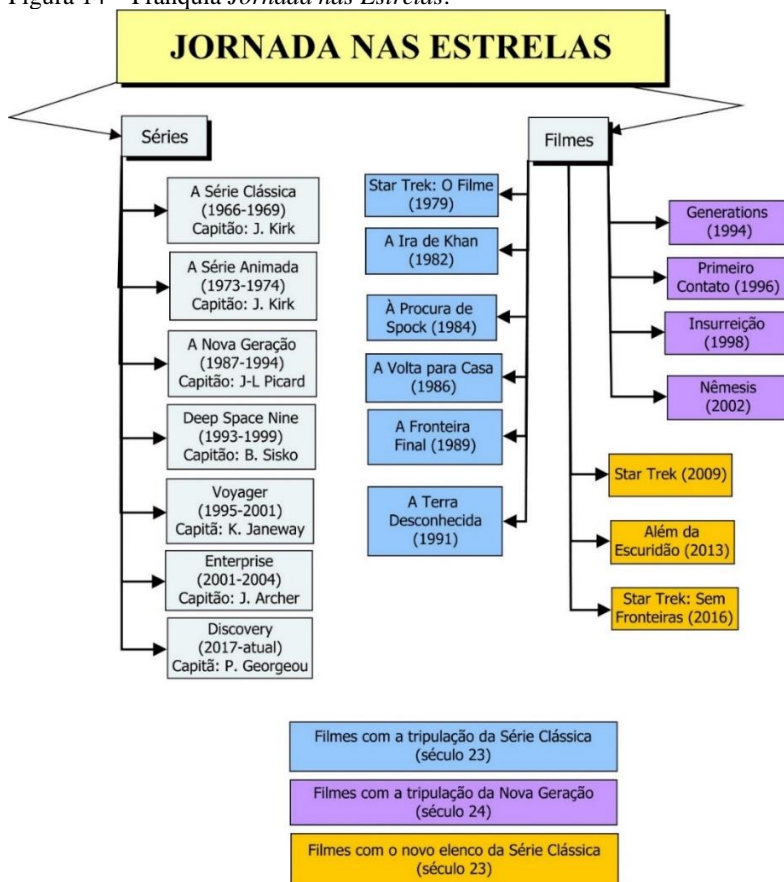 Figura 14 – Franquia Jornada nas Estrelas.
JORNADA NAS ESTRELAS
Séries
A Série Clássica
(1966-1969)
Capitão: J. Kirk
A Série Animada
(1973-1974)
Capitão: J. Kirk
A Nova Geração
(1987-1994)
Capitão: J-L Picard
Deep Space Nine
(1993-1999)
Capitão: B. Sisko
Voyager
(1995-2001)
Capitã: K. Janeway
Enterprise
(2001-2004)
Capitão: J. Archer
Discovery
(2017-atual)
Capitã: P. Georgeou
Filmes
Star Trek: O Filme
(1979)
A Ira de Khan
(1982)
À Procura de
Spock (1984)
A Volta para Casa
(1986)
A Fronteira
Final (1989)
A Terra
Desconhecida
(1991)
Generations
(1994)
Primeiro
Contato (1996)
Insurreição
(1998)
Nêmesis
(2002)
Star Trek (2009)
Além da
Escuridão (2013)
Star Trek: Sem
Fronteiras (2016)
Filmes com a tripulação da Série Clássica
(século 23)
Filmes com a tripulação da Nova Geração
(século 24)
Filmes com o novo elenco da Série Clássica
(século 23)